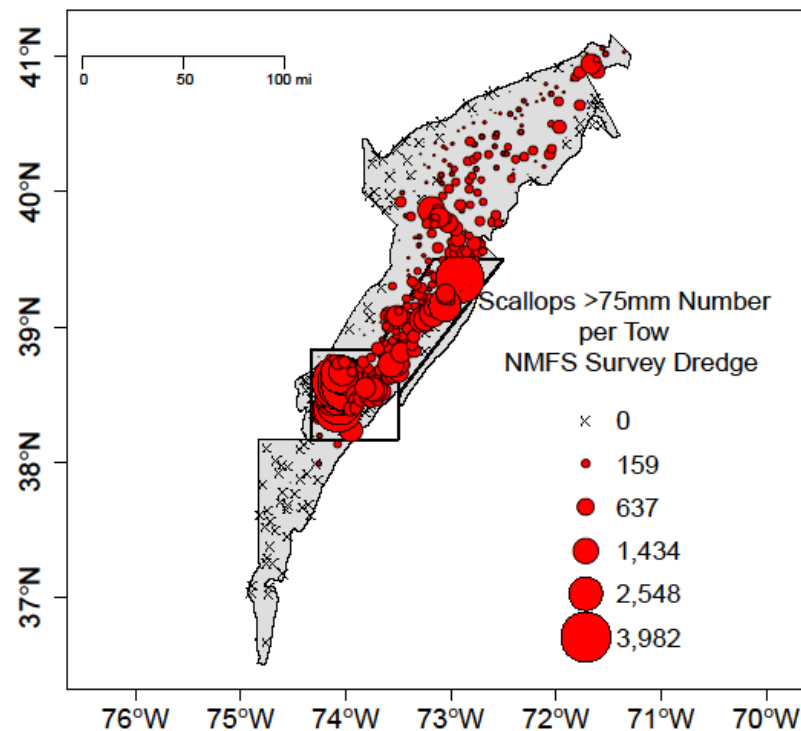 41°N
40°N
39°N
38°N
37°N
0 50 100 mi
Scallops >75mm Number
per Tow
NMFS Survey Dredge
0
159
637
1,434
2,548
3,982
76°W 75°W 74°W 73°W 72°W 71°W 70°W